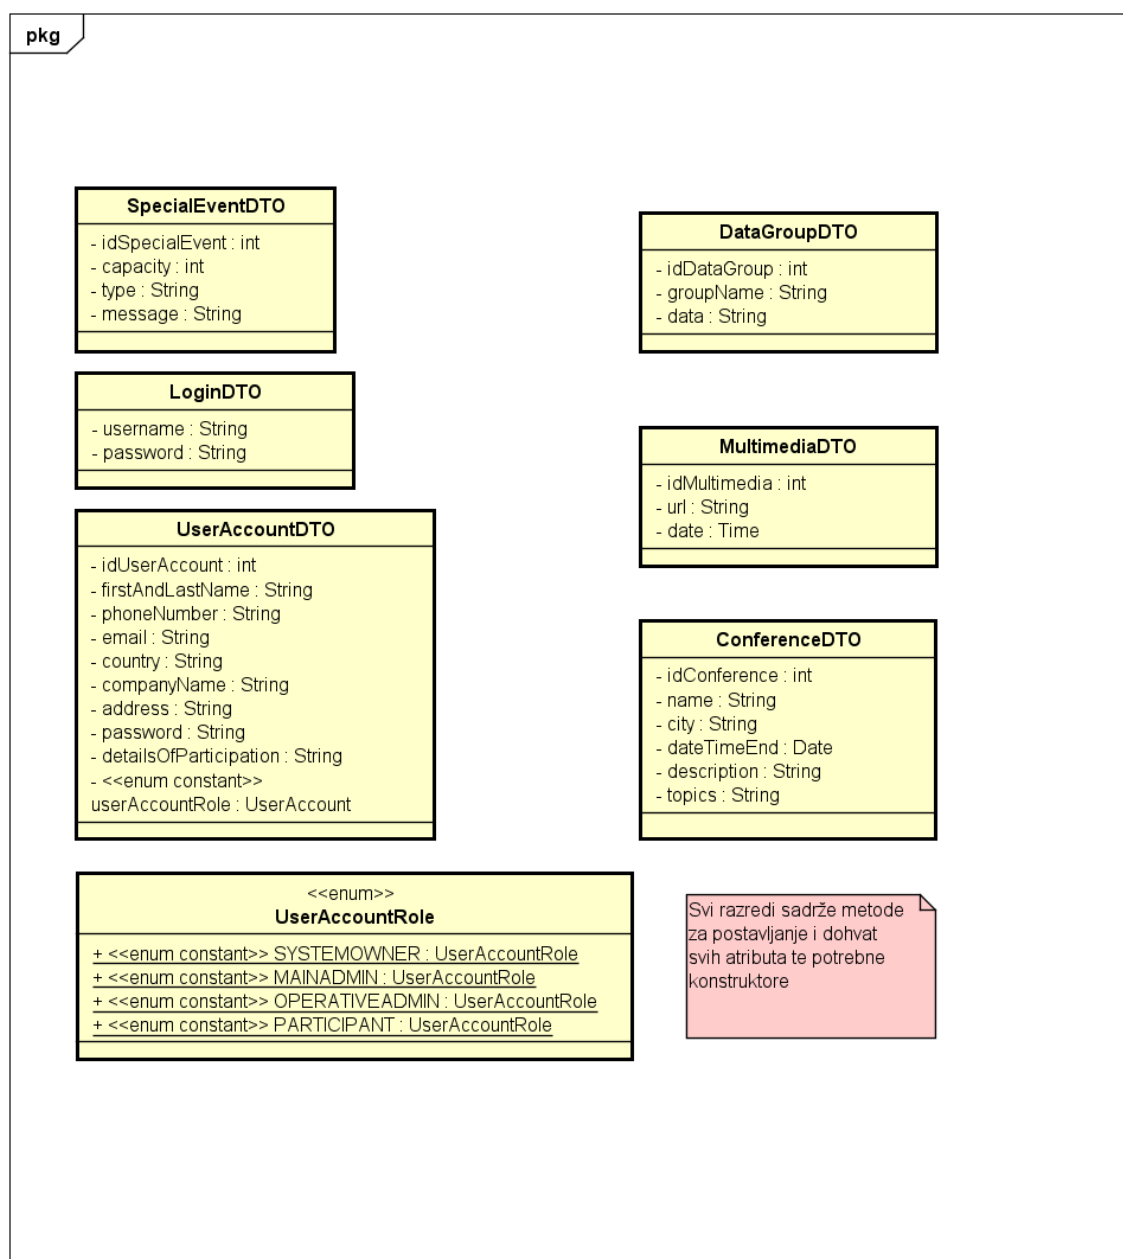 pkg
SpecialEventDTO
- idSpecialEvent : int
- capacity : int
- type : String
- message : String
LoginDTO
- username : String
- password : String
UserAccountDTO
- idUserAccount : int
- firstAndLastName : String
- phoneNumber : String
- email : String
- country : String
- companyName : String
- address : String
- password : String
- detailsOfParticipation : String
- <<enum constant>>
userAccountRole : UserAccount
<<enum>>
UserAccountRole
+ <<enum constant>> SYSTEMOWNER : UserAccountRole
+ <<enum constant>> MAINADMIN : UserAccountRole
+ <<enum constant>> OPERATIVEADMIN : UserAccountRole
+ <<enum constant>> PARTICIPANT : UserAccountRole
DataGroupDTO
- idDataGroup : int
- groupName : String
- data : String
MultimediaDTO
- idMultimedia : int
- url : String
- date : Time
ConferenceDTO
- idConference : int
- name : String
- city : String
- dateTimeEnd : Date
- description : String
- topics : String
Svi razredi sadrže metode
za postavljanje i dohvat
svih atributa te potrebne
konstruktore